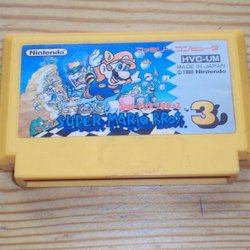 Nintendo
ファミリーコンピュータ
HVC-UM
MADE IN JAPAN
© 1988 Nintendo
SUPER MARIO BROS. 3